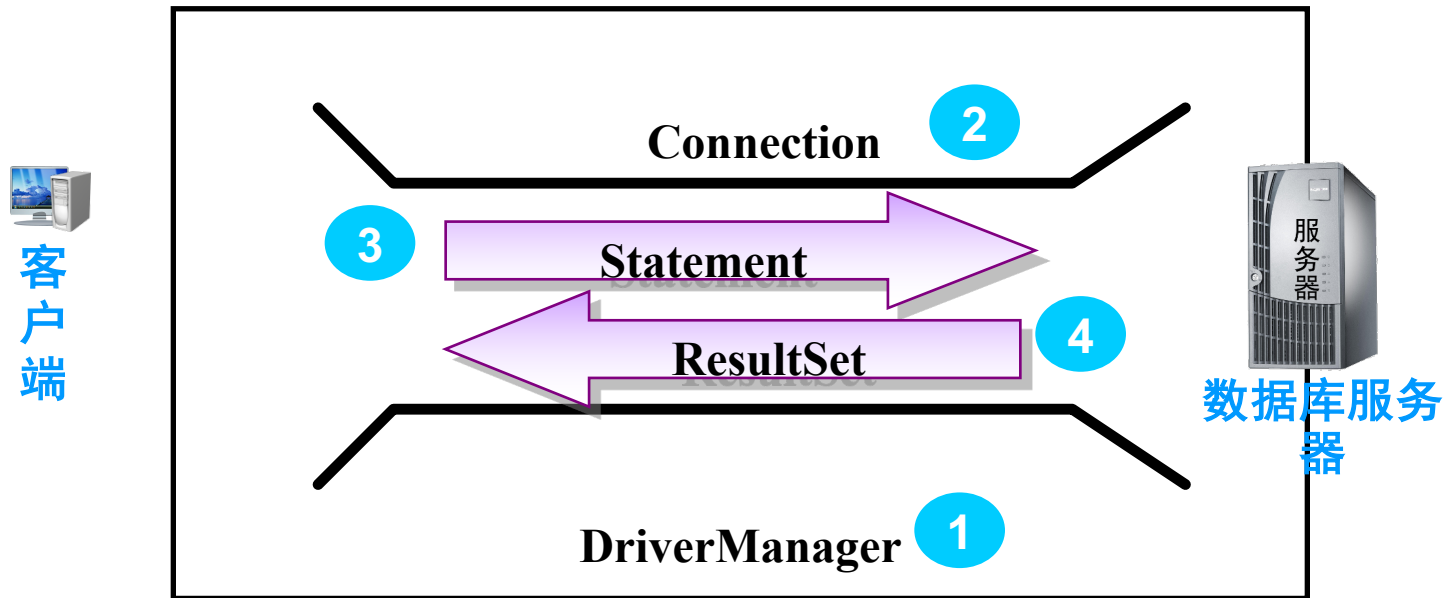 Connection
2
3
Statement
ResultSet
4
DriverManager
1
客
户
端
服
务
器
数据库服务
器